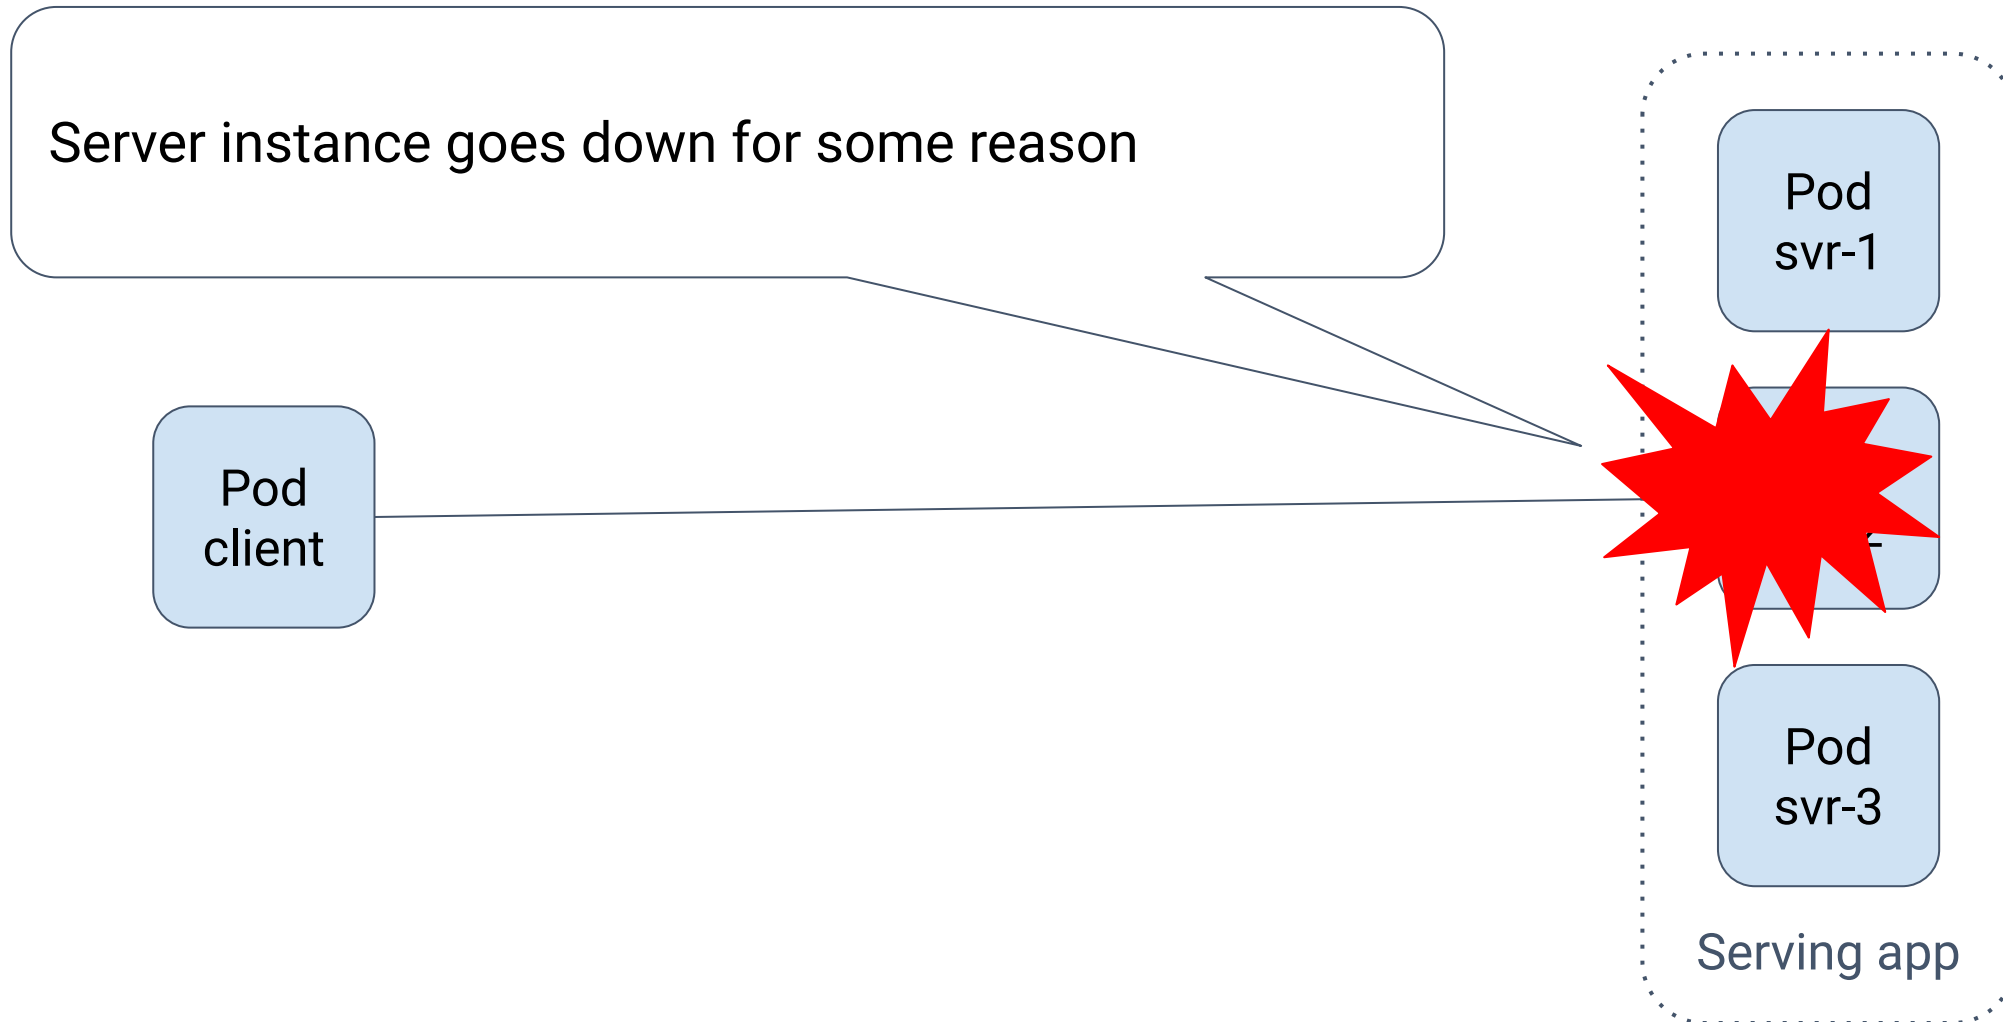 Server instance goes down for some reason
Pod
svr-1
Pod
client
Pod
svr-3
Serving app